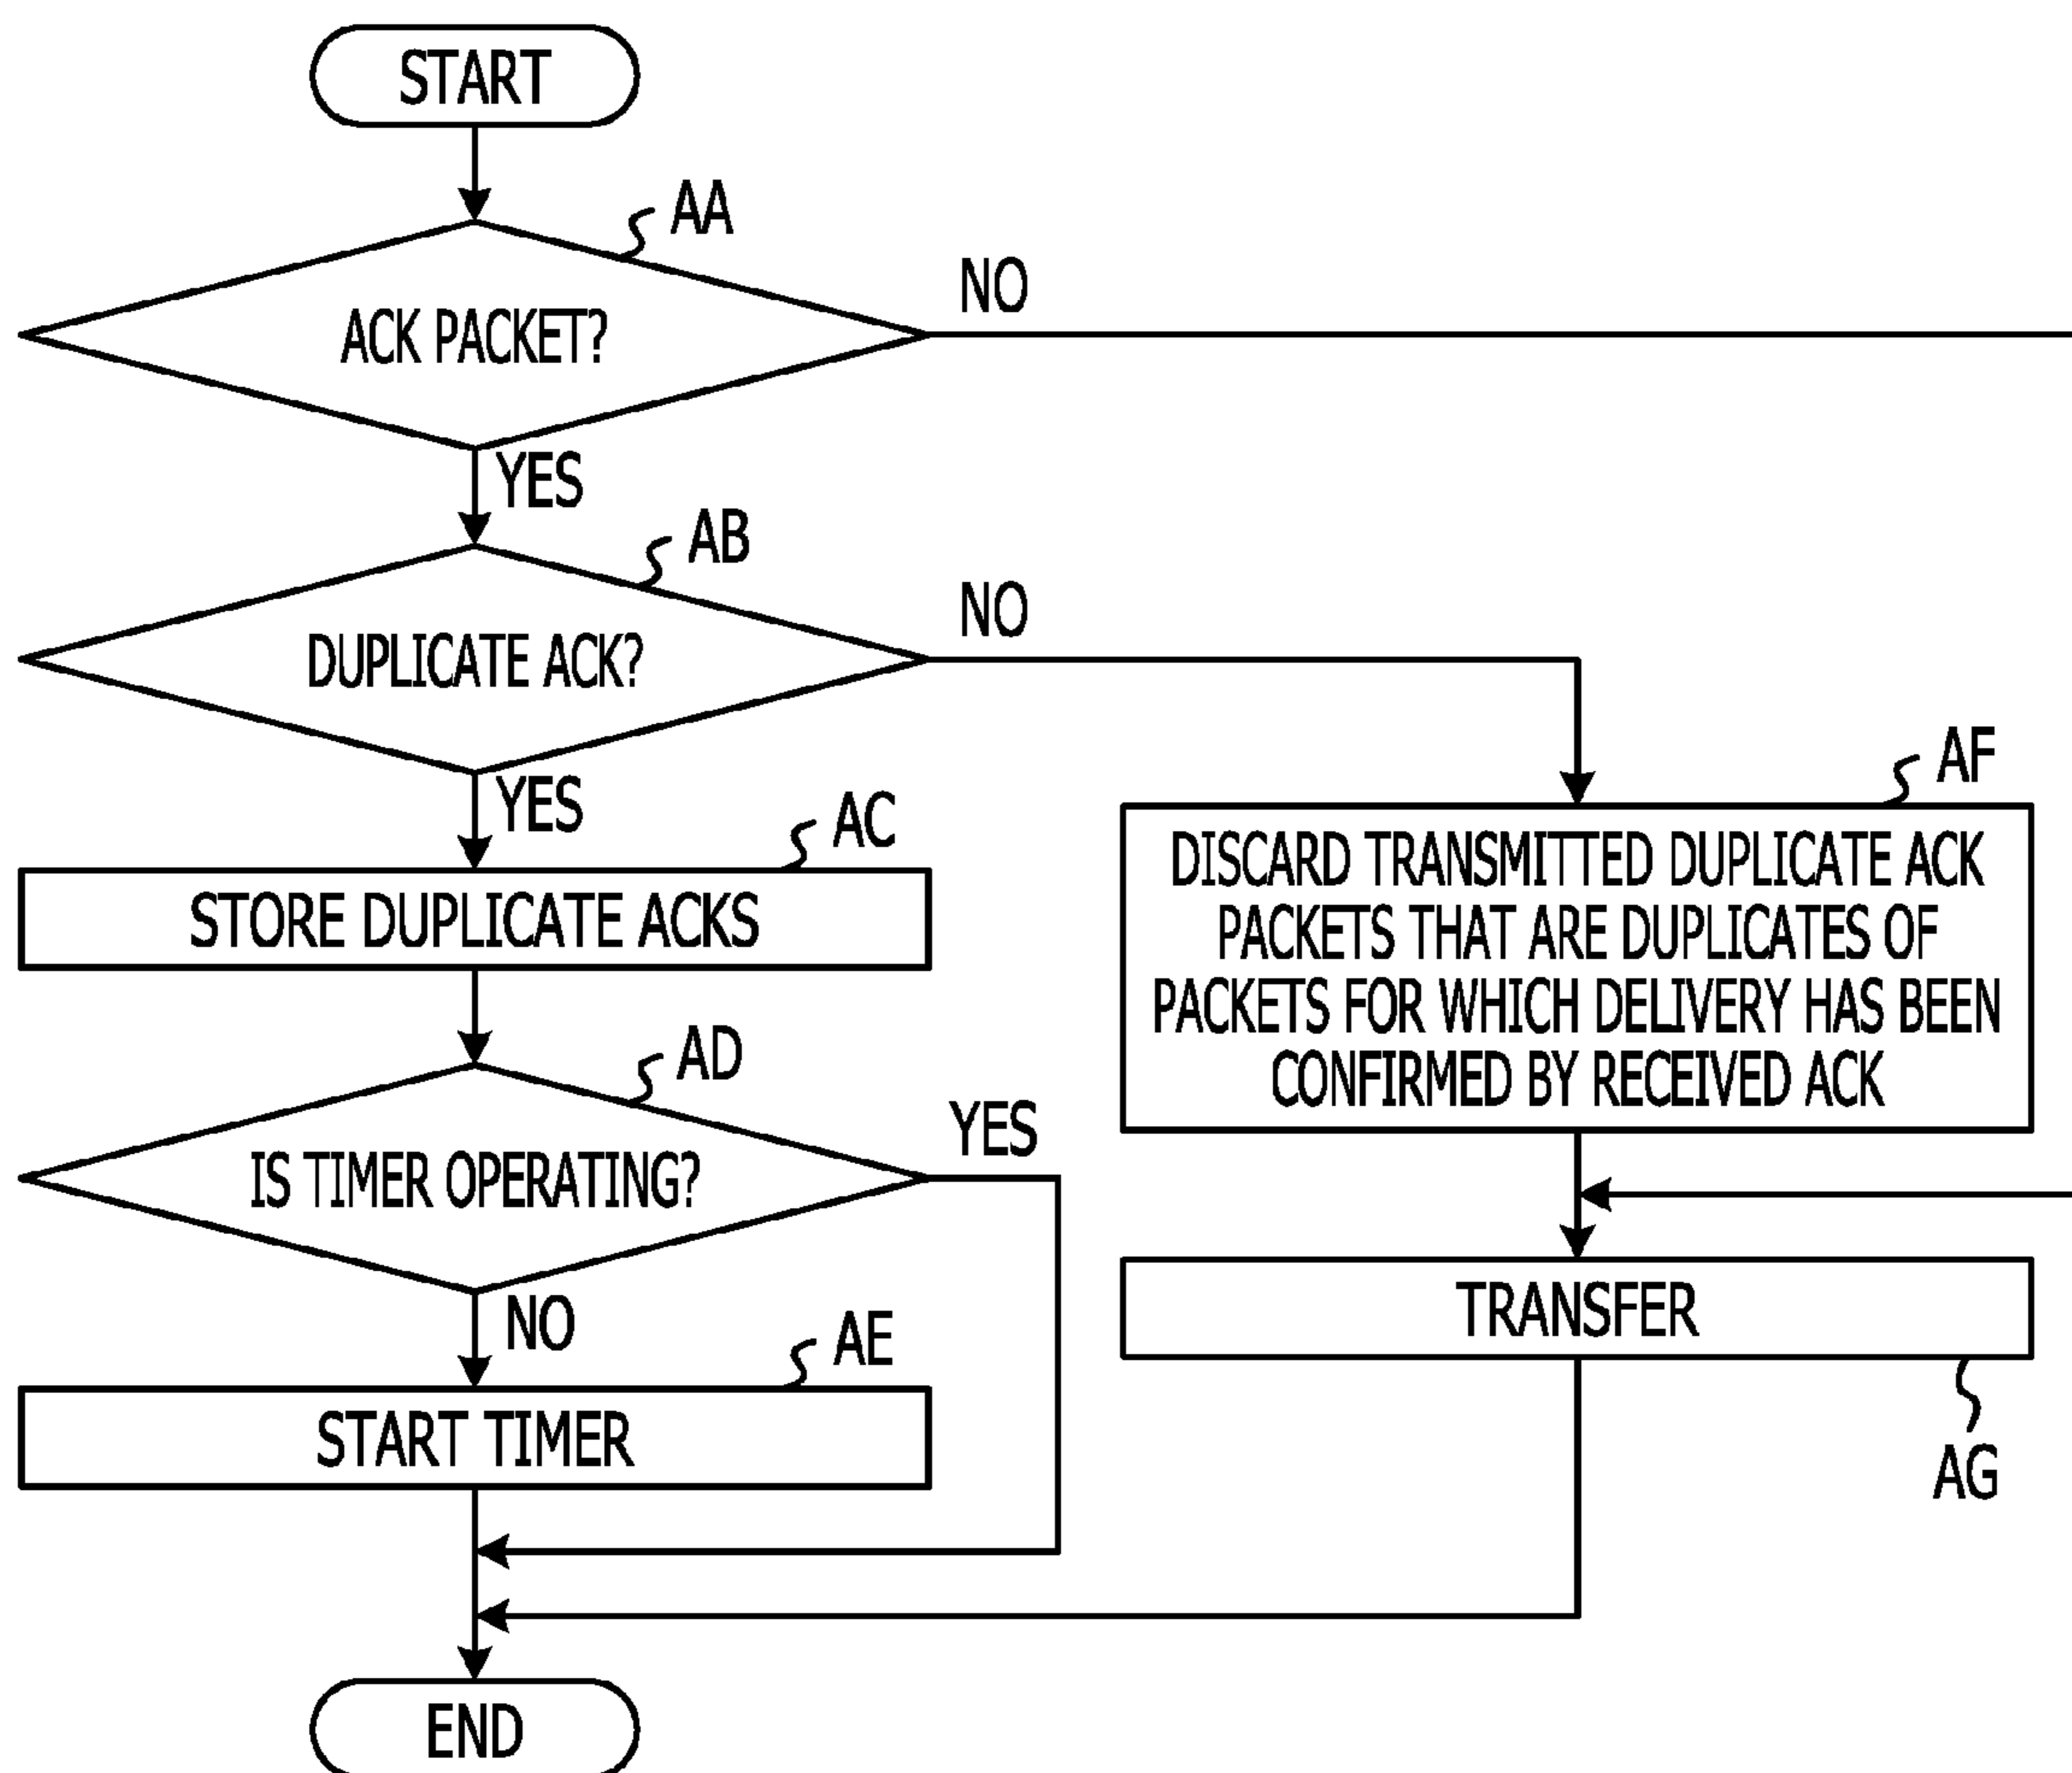 START
AA
ACK PACKET?
NO
YES
AB
DUPLICATE ACK?
NO
YES
AC
STORE DUPLICATE ACKS
AF
DISCARD TRANSMITTED DUPLICATE ACK
PACKETS THAT ARE DUPLICATES OF
PACKETS FOR WHICH DELIVERY HAS BEEN
CONFIRMED BY RECEIVED ACK
AD
IS TIMER OPERATING?
YES
NO
AE
START TIMER
TRANSFER
AG
END